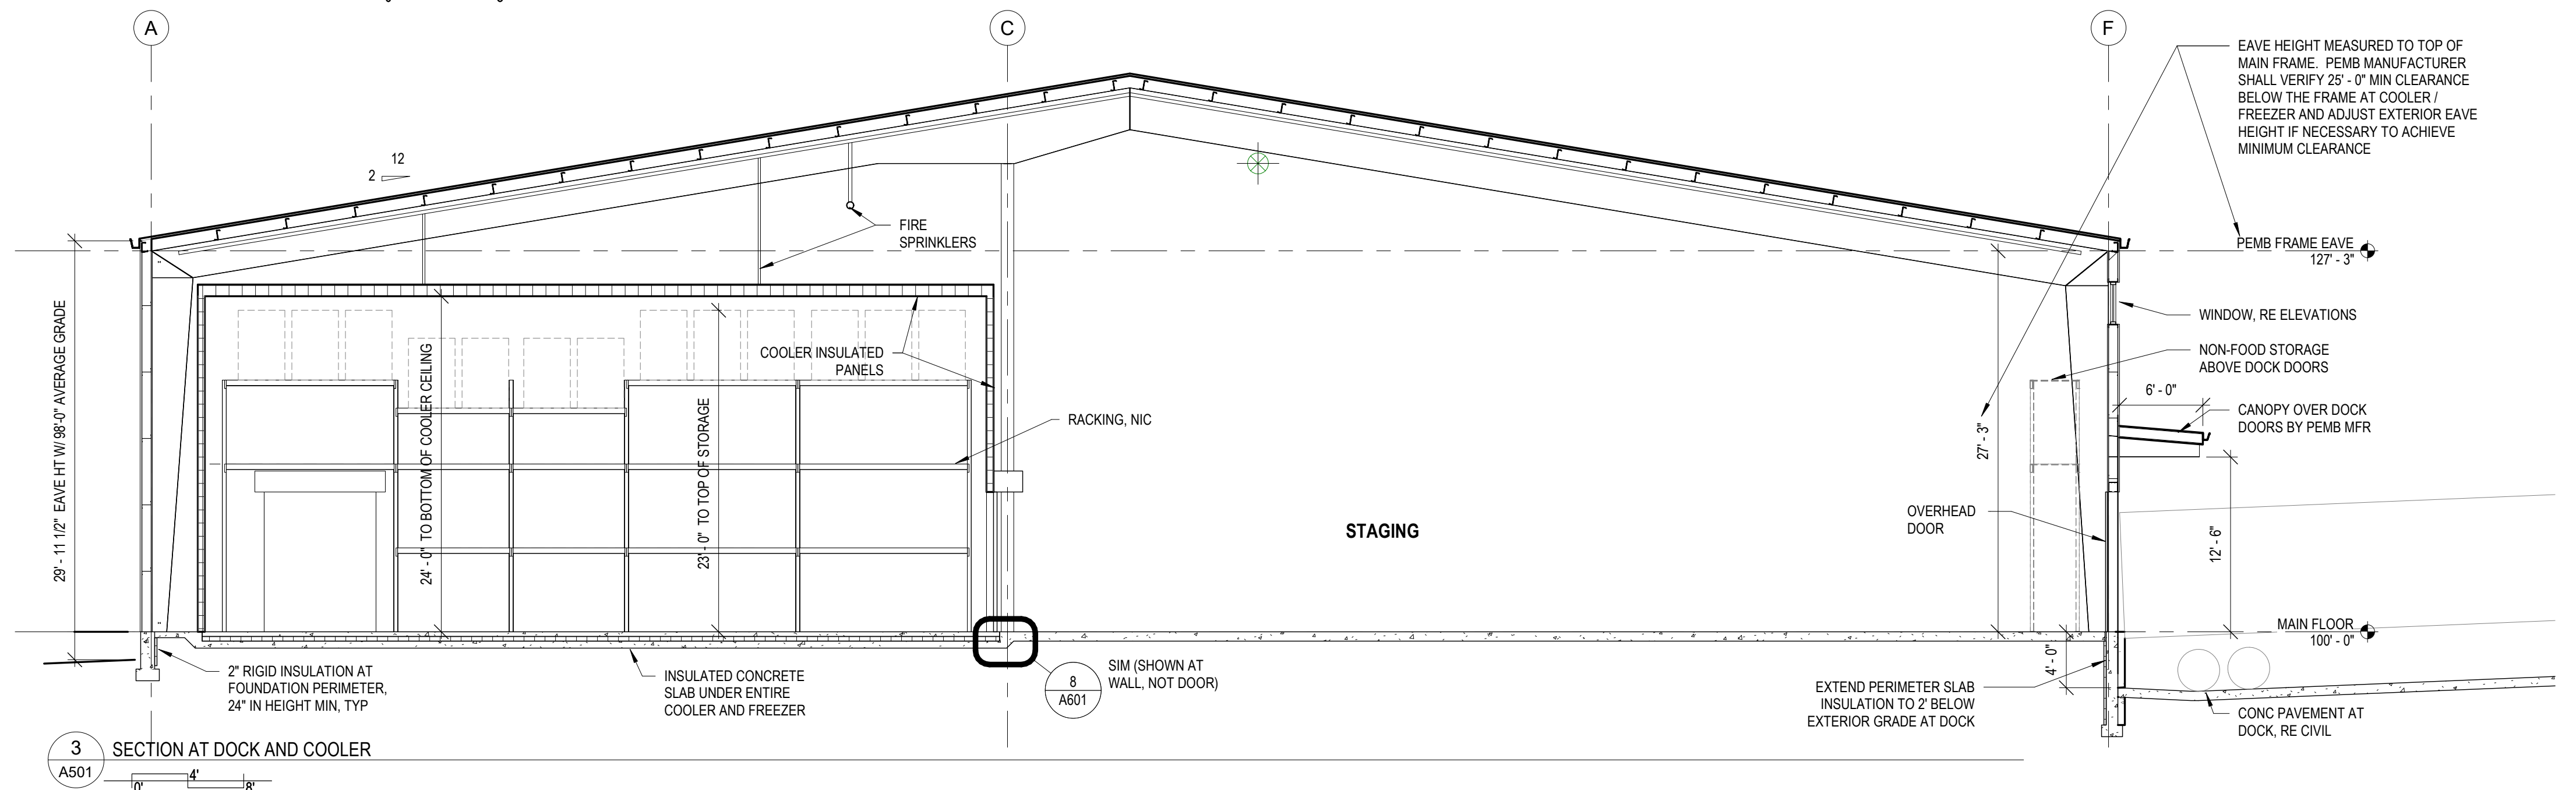 A
C
F
EAVE HEIGHT MEASURED TO TOP OF
MAIN FRAME. PEMB MANUFACTURER
SHALL VERIFY 25' - 0" MIN CLEARANCE
BELOW THE FRAME AT COOLER /
FREEZER AND ADJUST EXTERIOR EAVE
HEIGHT IF NECESSARY TO ACHIEVE
MINIMUM CLEARANCE
12
2
FIRE
SPRINKLERS
PEMB FRAME EAVE
127' - 3"
WINDOW, RE ELEVATIONS
NON-FOOD STORAGE
ABOVE DOCK DOORS
6' - 0"
CANOPY OVER DOCK
DOORS BY PEMB MFR
COOLER INSULATED
PANELS
RACKING, NIC
29' - 11 1/2" EAVE HT W/ 98'-0" AVERAGE GRADE
24' - 0" TO BOTTOM OF COOLER CEILING
23' - 0" TO TOP OF STORAGE
27' - 3"
STAGING
OVERHEAD
DOOR
12' - 6"
MAIN FLOOR
100' - 0"
4' - 0"
2" RIGID INSULATION AT
FOUNDATION PERIMETER,
24" IN HEIGHT MIN, TYP
INSULATED CONCRETE
SLAB UNDER ENTIRE
COOLER AND FREEZER
8
A601
SIM (SHOWN AT
WALL, NOT DOOR)
EXTEND PERIMETER SLAB
INSULATION TO 2' BELOW
EXTERIOR GRADE AT DOCK
CONC PAVEMENT AT
DOCK, RE CIVIL
3
A501
SECTION AT DOCK AND COOLER
0'
4'
8'